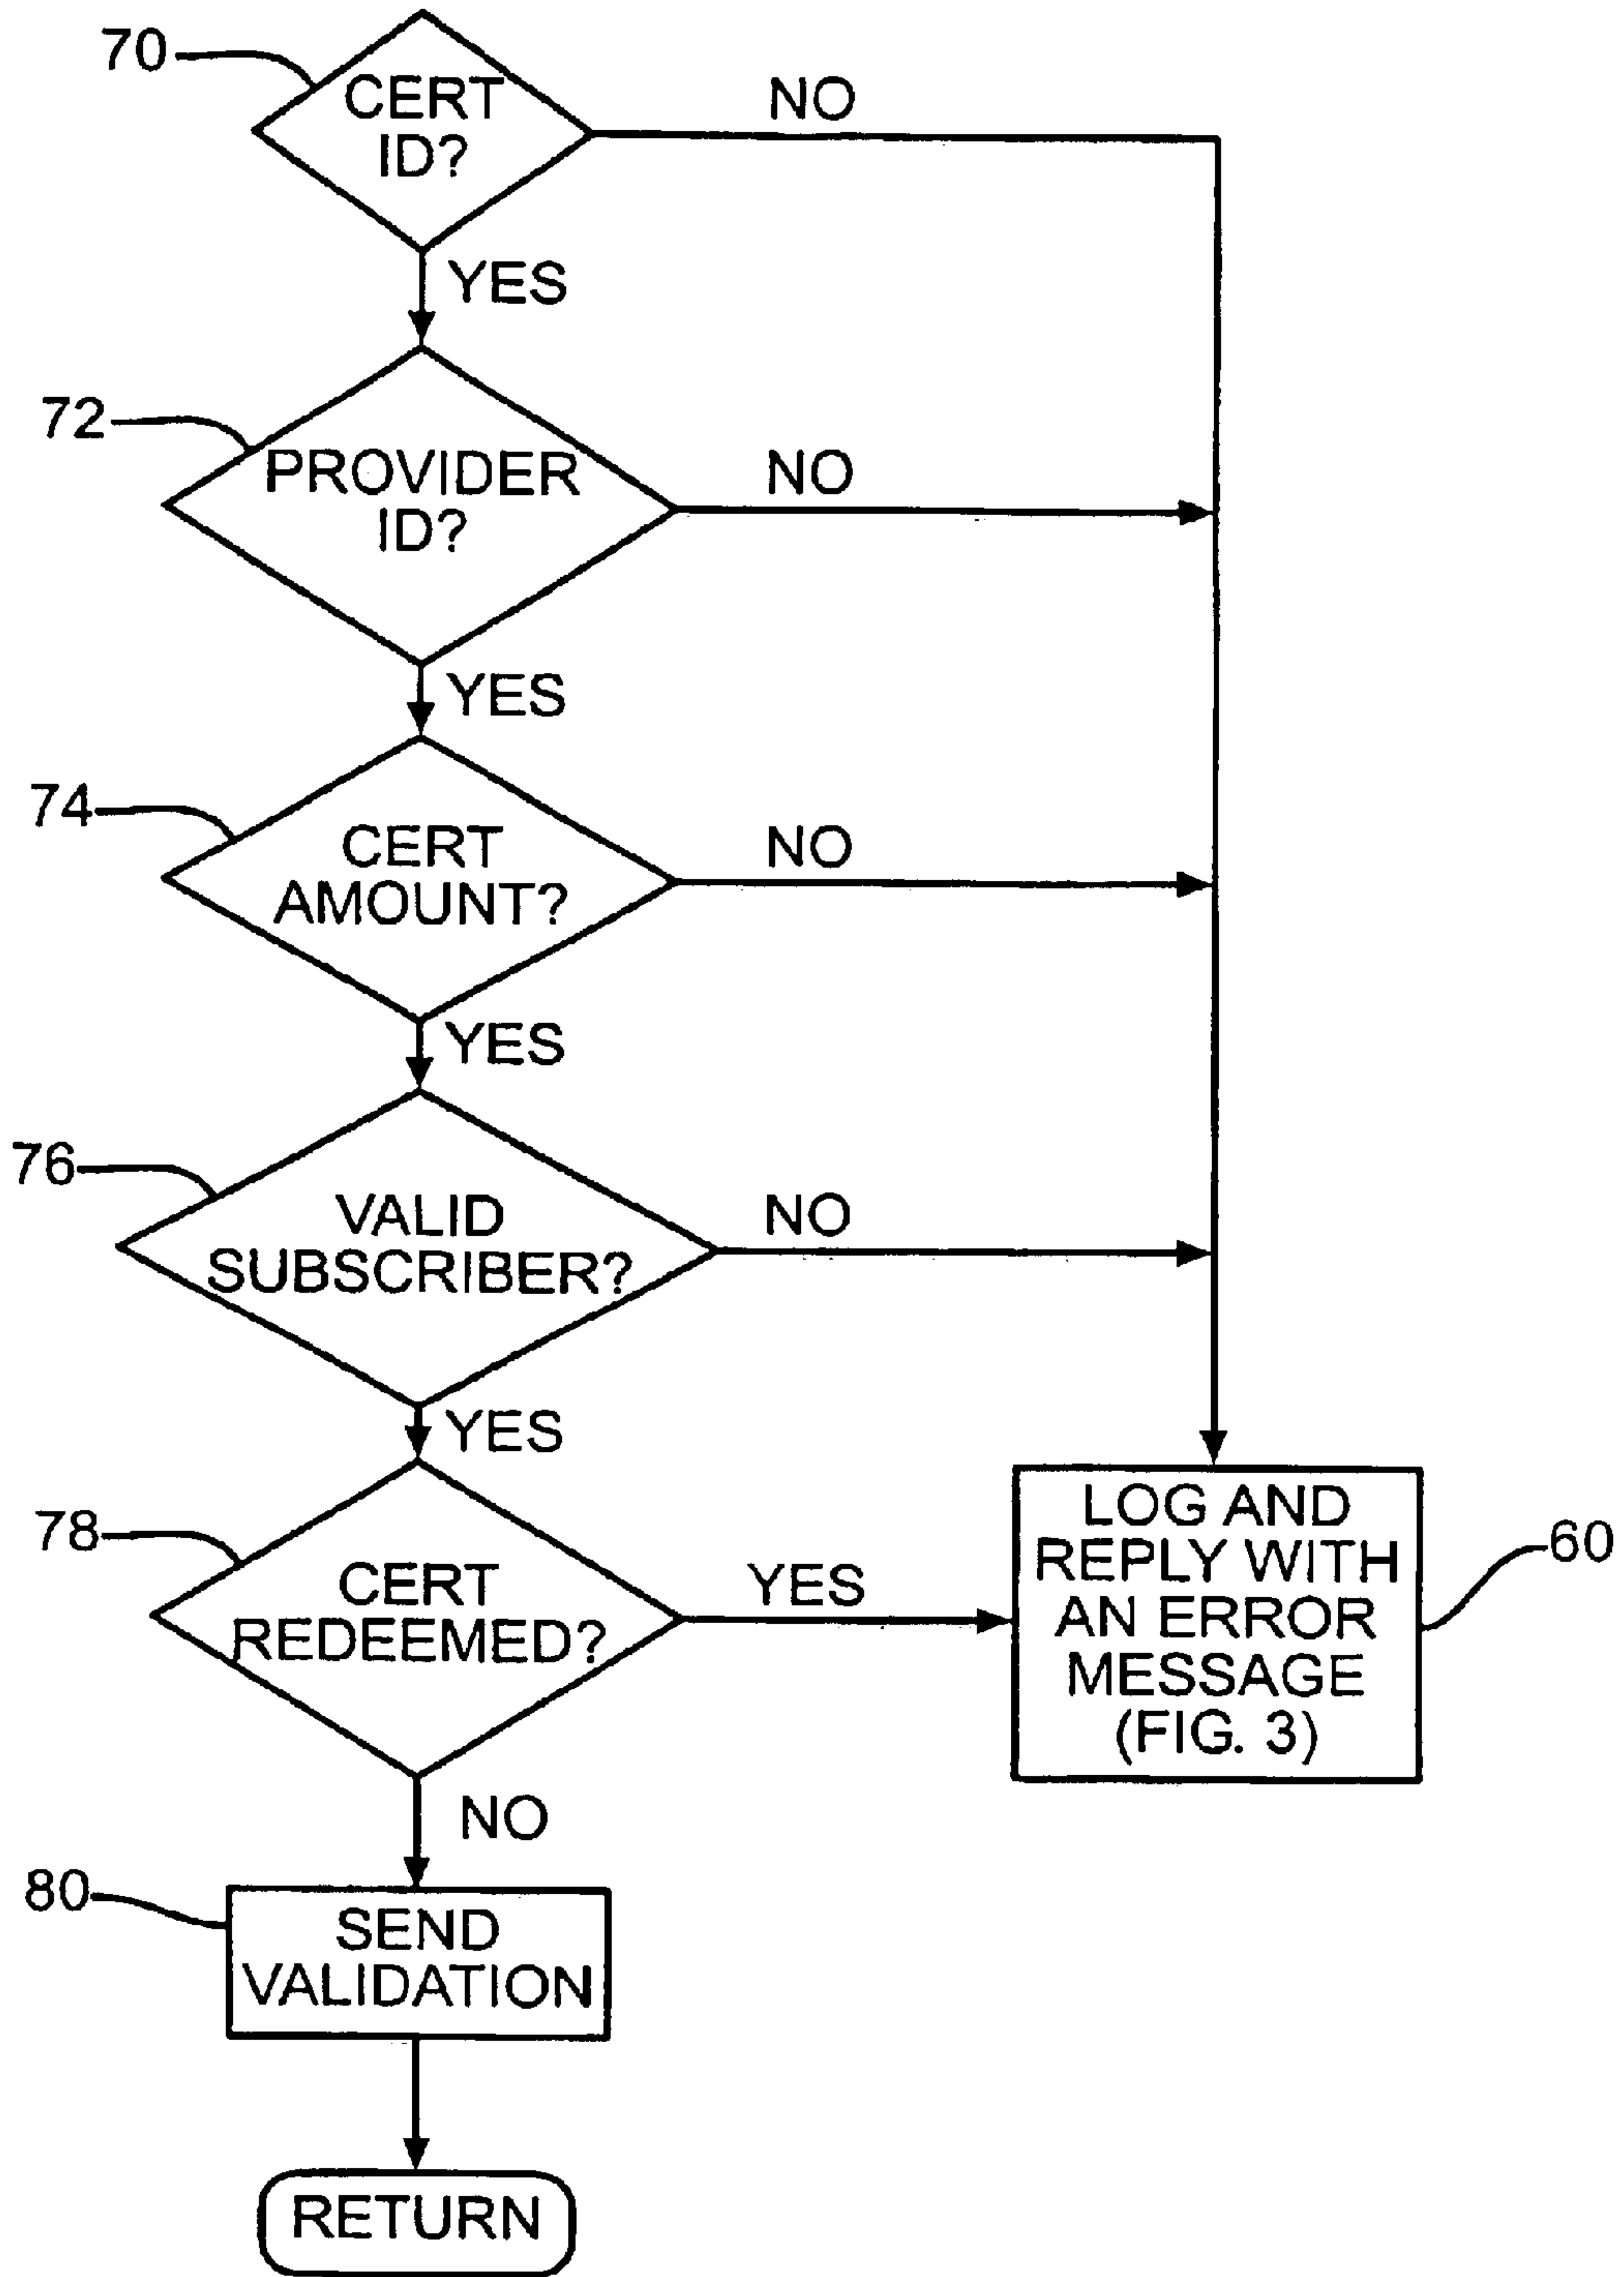 70
CERT
ID?
NO
YES
72
PROVIDER
ID?
NO
YES
74
CERT
AMOUNT?
NO
YES
76
VALID
SUBSCRIBER?
NO
YES
78
CERT
REDEEMED?
YES
LOG AND
REPLY WITH
AN ERROR
MESSAGE
(FIG. 3)
60
NO
80
SEND
VALIDATION
RETURN